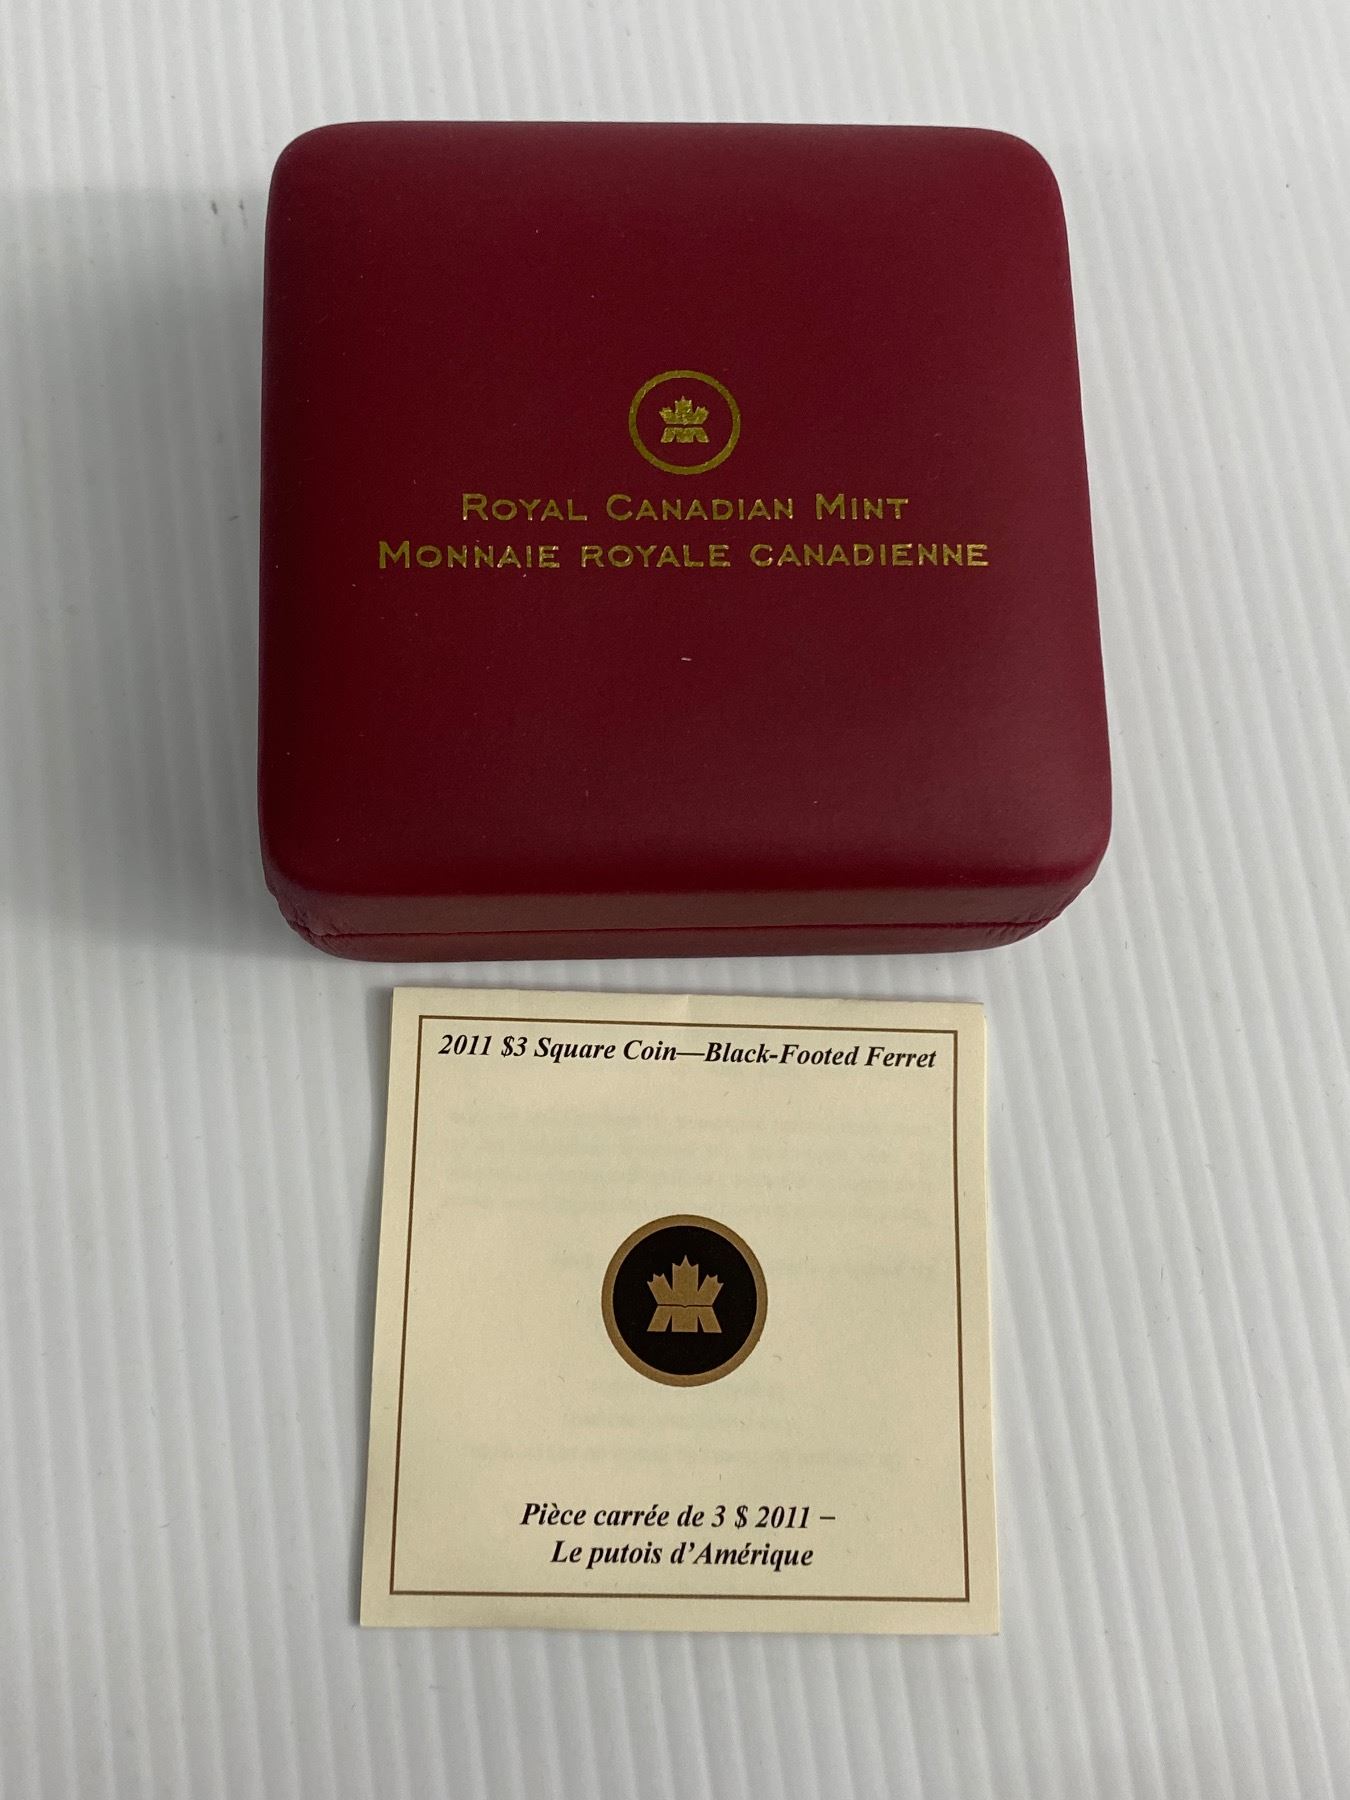 ROYAL CANADIAN MINT
MONNAIE ROYALE CANADIENNE
2011 $3 Square Coin—Black-Footed Ferret
Pièce carrée de 3 $ 2011 –
Le putois d'Amérique